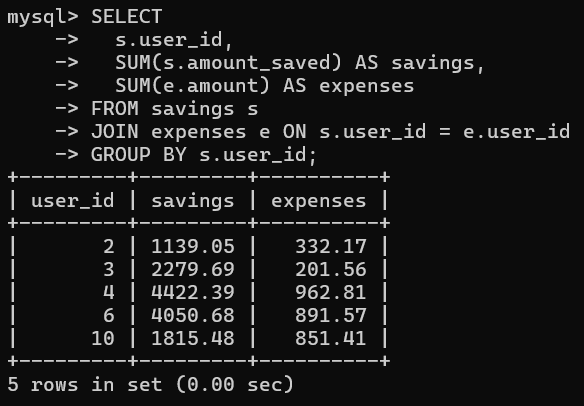 mysql> SELECT
    ->   s.user_id,
    ->   SUM(s.amount_saved) AS savings,
    ->   SUM(e.amount) AS expenses
    -> FROM savings s
    -> JOIN expenses e ON s.user_id = e.user_id
    -> GROUP BY s.user_id;
+---------+---------+----------+
| user_id | savings | expenses |
+---------+---------+----------+
|       2 | 1139.05 |   332.17 |
|       3 | 2279.69 |   201.56 |
|       4 | 4422.39 |   962.81 |
|       6 | 4050.68 |   891.57 |
|      10 | 1815.48 |   851.41 |
+---------+---------+----------+
5 rows in set (0.00 sec)